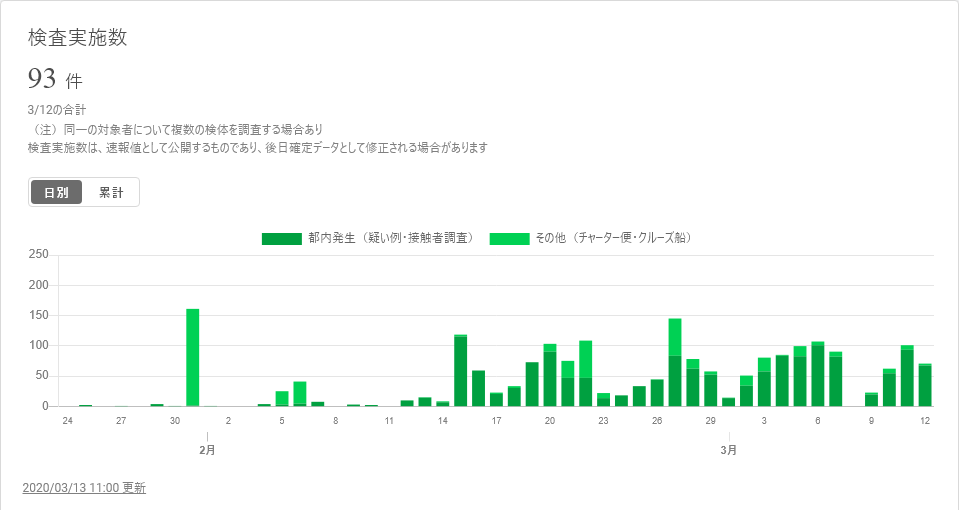 検査実施数
93 件
3/12の合計
（注）同一の対象者について複数の検体を調査する場合あり
検査実施数は、速報値として公開するものであり、後日確定データとして修正される場合があります
日別 累計
都内発生（疑い例・接触者調査） その他（チャーター便・クルーズ船）
250
200
150
100
50
0
24 27 30 2 5 8 11 14 17 20 23 26 29 3 6 9 12
2月 3月
2020/03/13 11:00 更新